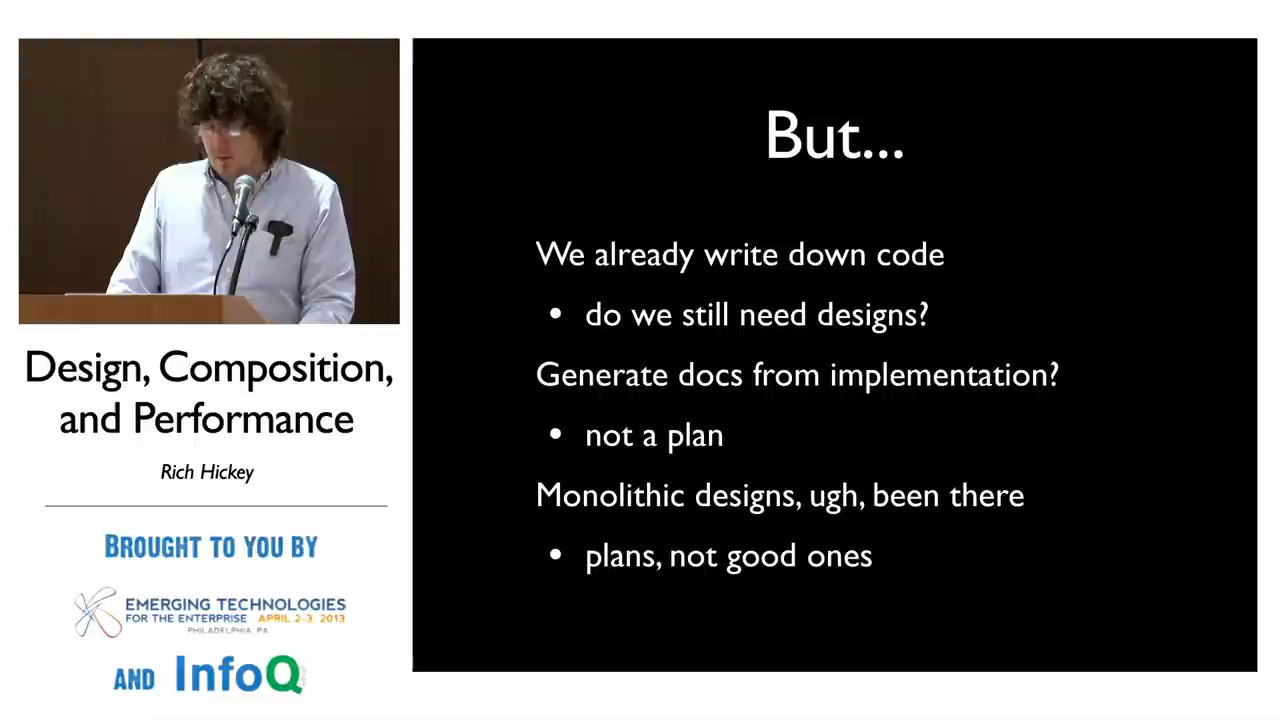 But...
We already write down code
• do we still need designs?
Generate docs from implementation?
• not a plan
Monolithic designs, ugh, been there
• plans, not good ones
Design, Composition,
and Performance
Rich Hickey
BROUGHT TO YOU BY
EMERGING TECHNOLOGIES
FOR THE ENTERPRISE APRIL 2-3 2013
PHILADELPHIA, PA
AND InfoQ